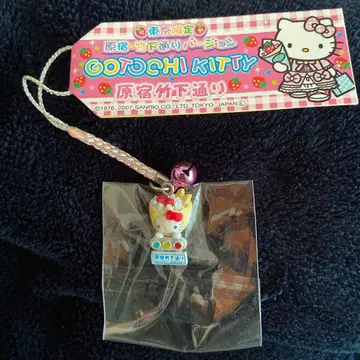 東京限定
原宿・竹下通りバージョン
GOTOCHI KITTY
原宿竹下通り
©1976, 2007 SANRIO CO., LTD. TOKYO, JAPAN Ⓛ
原宿竹下通り